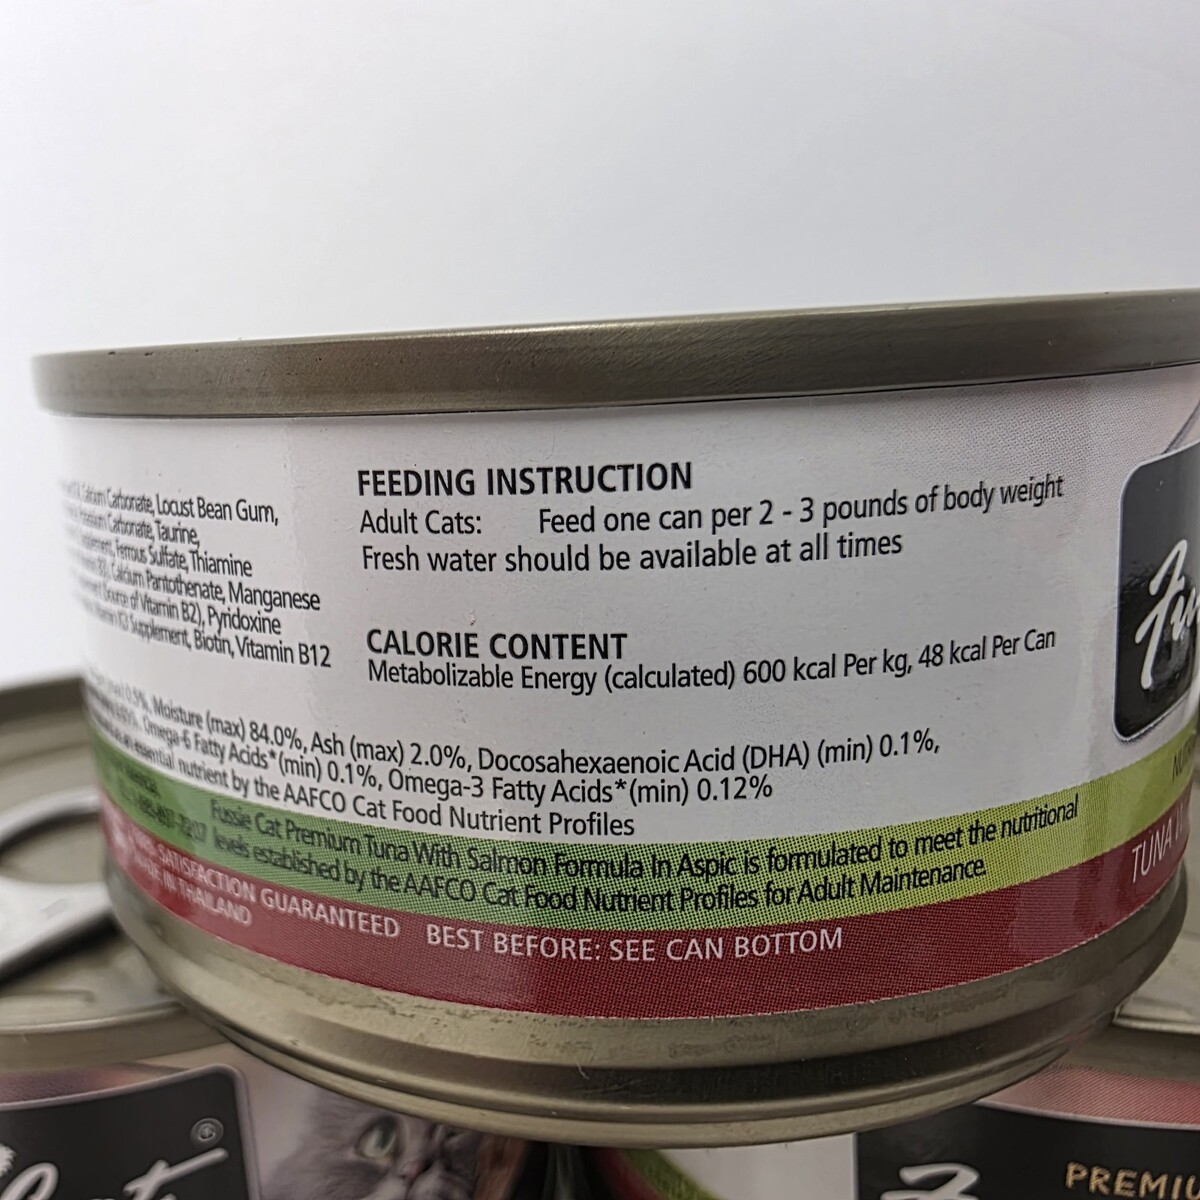 Calcium Carbonate, Locust Bean Gum,
Carbonate, Taurine,
Ferrous Sulfate, Thiamine
Calcium Pantothenate, Manganese
of Vitamin B2), Pyridoxine
Supplement, Biotin, Vitamin B12
FEEDING INSTRUCTION
Adult Cats: Feed one can per 2 - 3 pounds of body weight
Fresh water should be available at all times
CALORIE CONTENT
Metabolizable Energy (calculated) 600 kcal Per kg, 48 kcal Per Can
Moisture (max) 84.0%, Ash (max) 2.0%, Docosahexaenoic Acid (DHA) (min) 0.1%,
Omega-6 Fatty Acids*(min) 0.1%, Omega-3 Fatty Acids*(min) 0.12%
essential nutrient by the AAFCO Cat Food Nutrient Profiles
Fussie Cat Premium Tuna With Salmon Formula In Aspic is formulated to meet the nutritional
levels established by the AAFCO Cat Food Nutrient Profiles for Adult Maintenance.
SATISFACTION GUARANTEED BEST BEFORE: SEE CAN BOTTOM
IN THAILAND
TUNA
PREMI